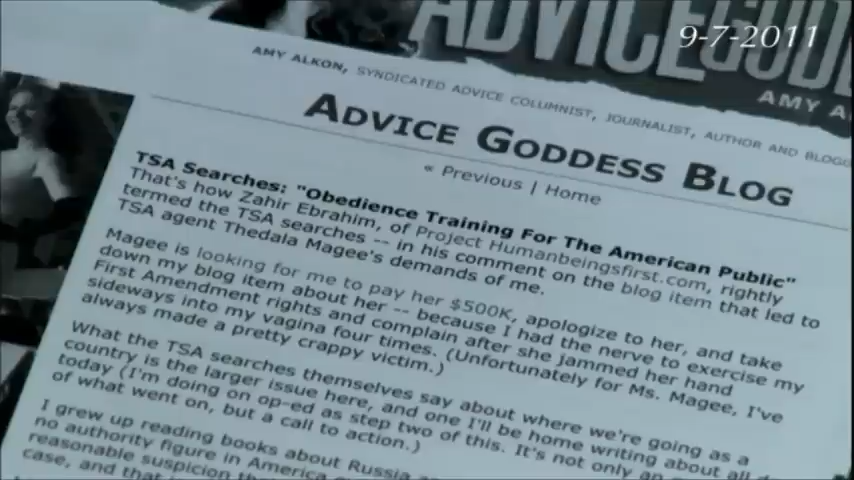 ADVICE GOD
9-7-2011
AMY A
AMY ALKON, SYNDICATED ADVICE COLUMNIST, JOURNALIST, AUTHOR AND BLOGG
ADVICE GODDESS BLOG
« Previous | Home
TSA Searches: "Obedience Training For The American Public"
That's how Zahir Ebrahim, of Project Humanbeingsfirst.com, rightly
termed the TSA searches -- in his comment on the blog item that led to
TSA agent Thedala Magee's demands of me.
Magee is looking for me to pay her $500K, apologize to her, and take
down my blog item about her -- because I had the nerve to exercise my
First Amendment rights and complain after she jammed her hand
sideways into my vagina four times. (Unfortunately for Ms. Magee, I've
always made a pretty crappy victim.)
What the TSA searches themselves say about where we're going as a
country is the larger issue here, and one I'll be home writing about all d
today (I'm doing on op-ed as step two of this. It's not only an
of what went on, but a call to action.)
I grew up reading books about Russia
no authority figure in America
reasonable suspicion
case, and that